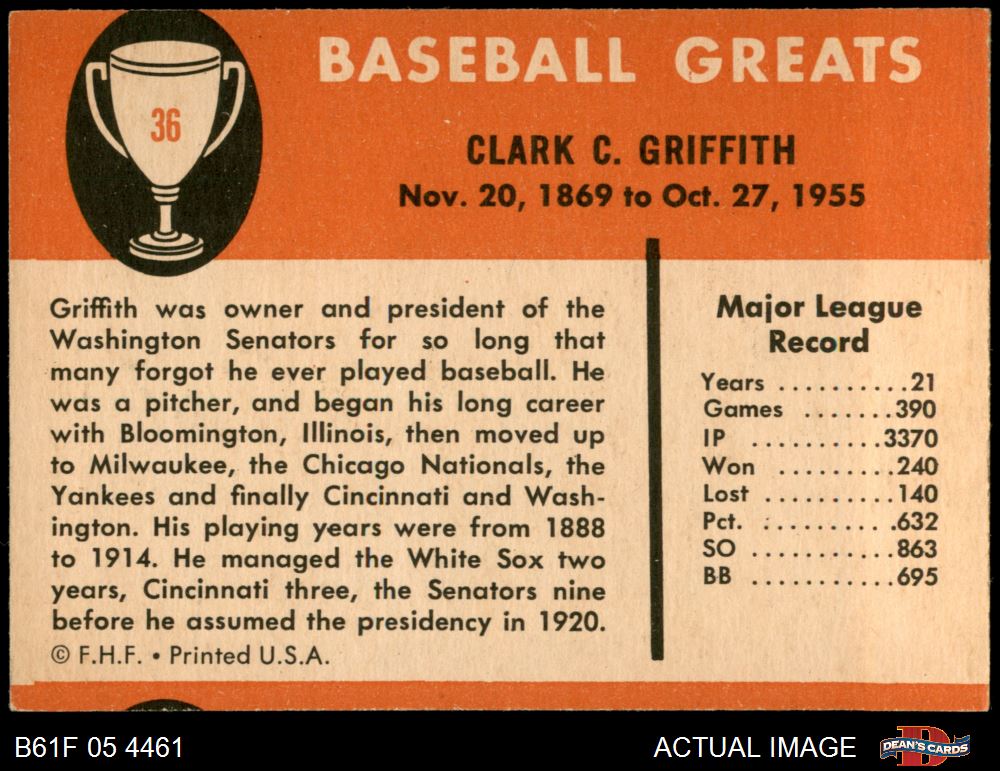 36
BASEBALL GREATS
CLARK C. GRIFFITH
Nov. 20, 1869 to Oct. 27, 1955
Griffith was owner and president of the
Washington Senators for so long that
many forgot he ever played baseball. He
was a pitcher, and began his long career
with Bloomington, Illinois, then moved up
to Milwaukee, the Chicago Nationals, the
Yankees and finally Cincinnati and Wash-
ington. His playing years were from 1888
to 1914. He managed the White Sox two
years, Cincinnati three, the Senators nine
before he assumed the presidency in 1920.
© F.H.F. • Printed U.S.A.
Major League
Record
Years ..........21
Games .......390
IP ..........3370
Won .........240
Lost ..........140
Pct. ..........632
SO ..........863
BB ..........695
B61F 05 4461
ACTUAL IMAGE
DEAN'S CARDS